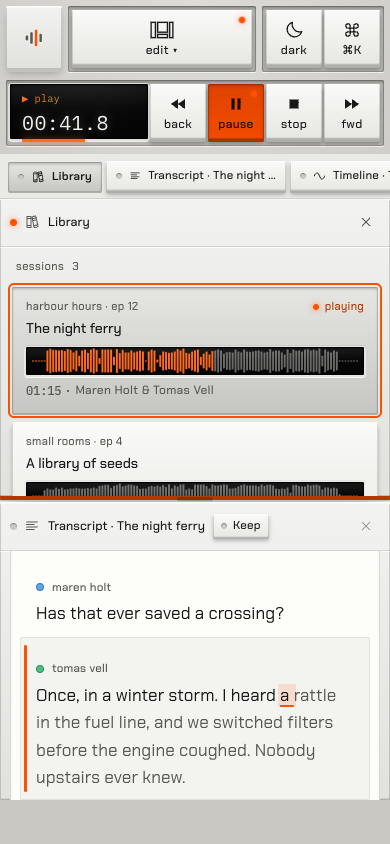 edit ▾
dark
⌘K
▶ play
00:41.8
back
pause
stop
fwd
Library
Transcript · The night ...
Timeline · T
Library
sessions 3
harbour hours · ep 12
playing
The night ferry
01:15 · Maren Holt & Tomas Vell
small rooms · ep 4
A library of seeds
Transcript · The night ferry
Keep
maren holt
Has that ever saved a crossing?
tomas vell
Once, in a winter storm. I heard a rattle
in the fuel line, and we switched filters
before the engine coughed. Nobody
upstairs ever knew.